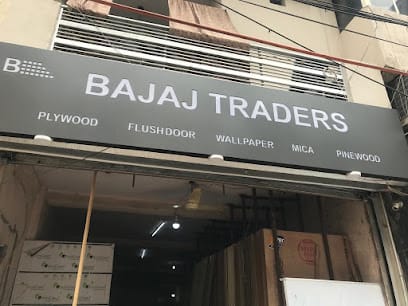 B
BAJAJ TRADERS
PLYWOOD FLUSHDOOR WALLPAPER MICA PINEWOOD